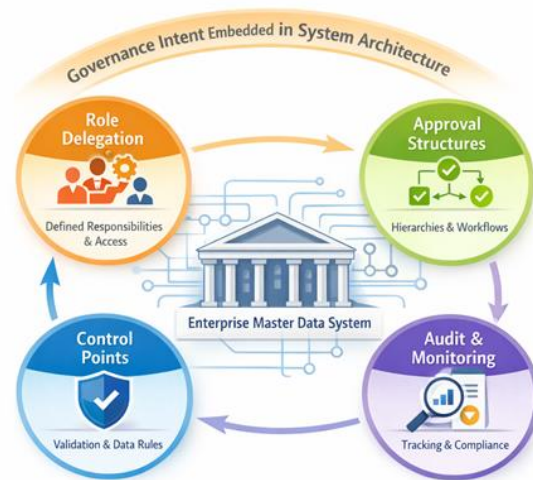 Governance Intent Embedded in System Architecture
Role
Delegation
Defined Responsibilities
& Access
Approval
Structures
Hierarchies & Workflows
Enterprise Master Data System
Control
Points
Validation & Data Rules
Audit &
Monitoring
Tracking & Compliance